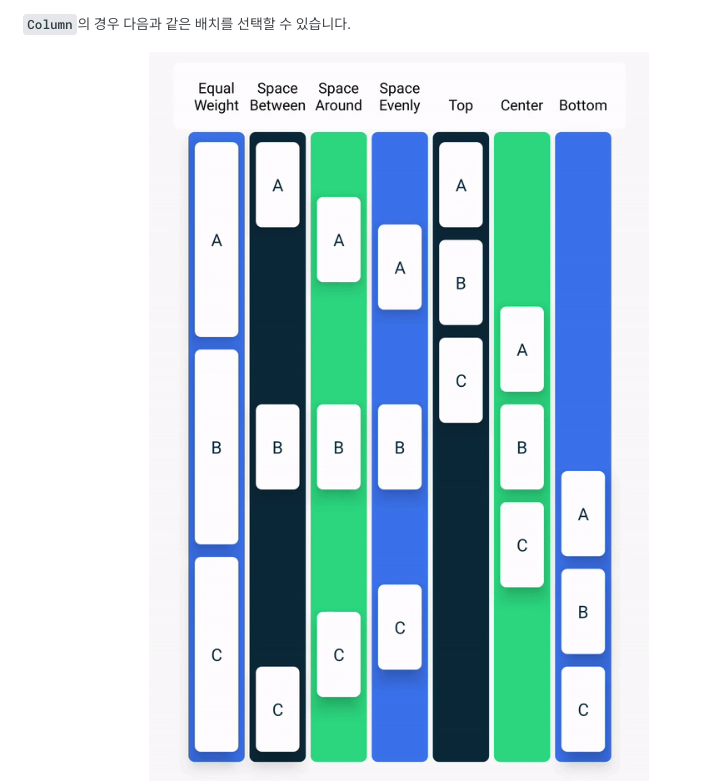 Column의 경우 다음과 같은 배치를 선택할 수 있습니다.
Equal Weight
Space Between
Space Around
Space Evenly
Top
Center
Bottom
A
B
C
A
B
C
A
B
C
A
B
C
A
B
C
A
B
C
A
B
C